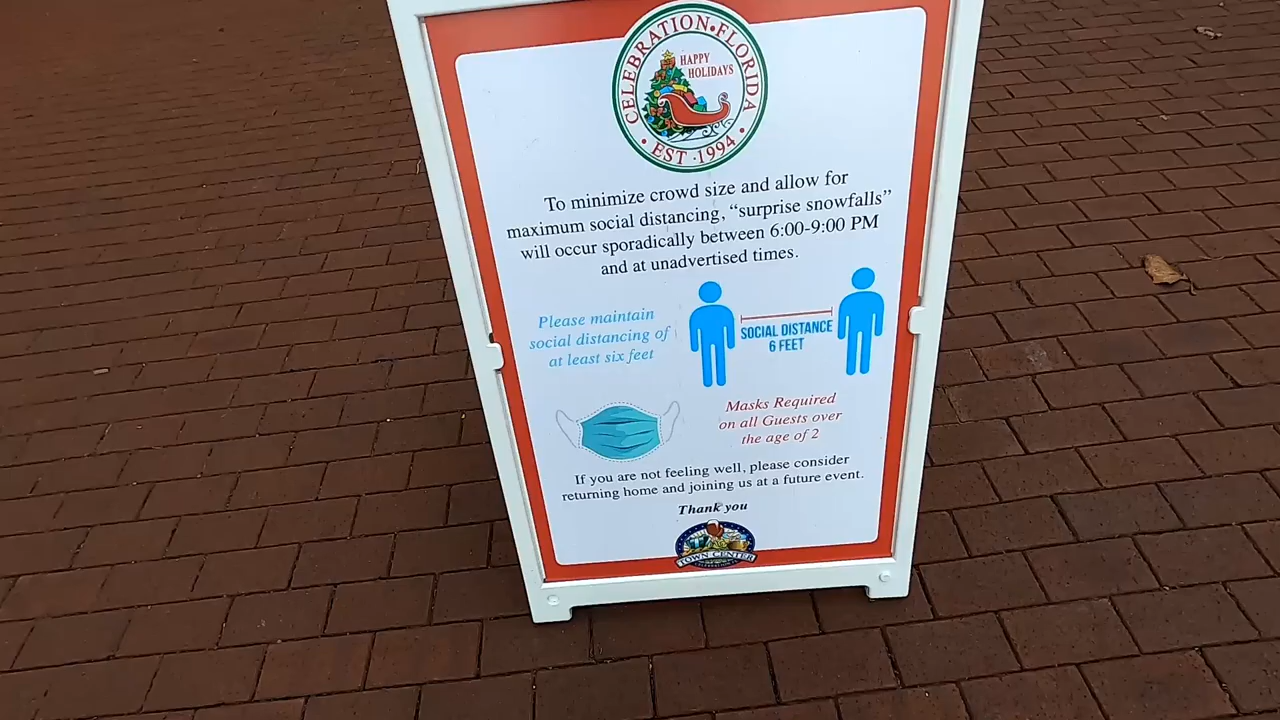 CELEBRATION•FLORIDA
HAPPY
HOLIDAYS
• EST · 1994 •
To minimize crowd size and allow for
maximum social distancing, “surprise snowfalls”
will occur sporadically between 6:00-9:00 PM
and at unadvertised times.
Please maintain
social distancing of
at least six feet
SOCIAL DISTANCE
6 FEET
Masks Required
on all Guests over
the age of 2
If you are not feeling well, please consider
returning home and joining us at a future event.
Thank you
TOWN CENTER